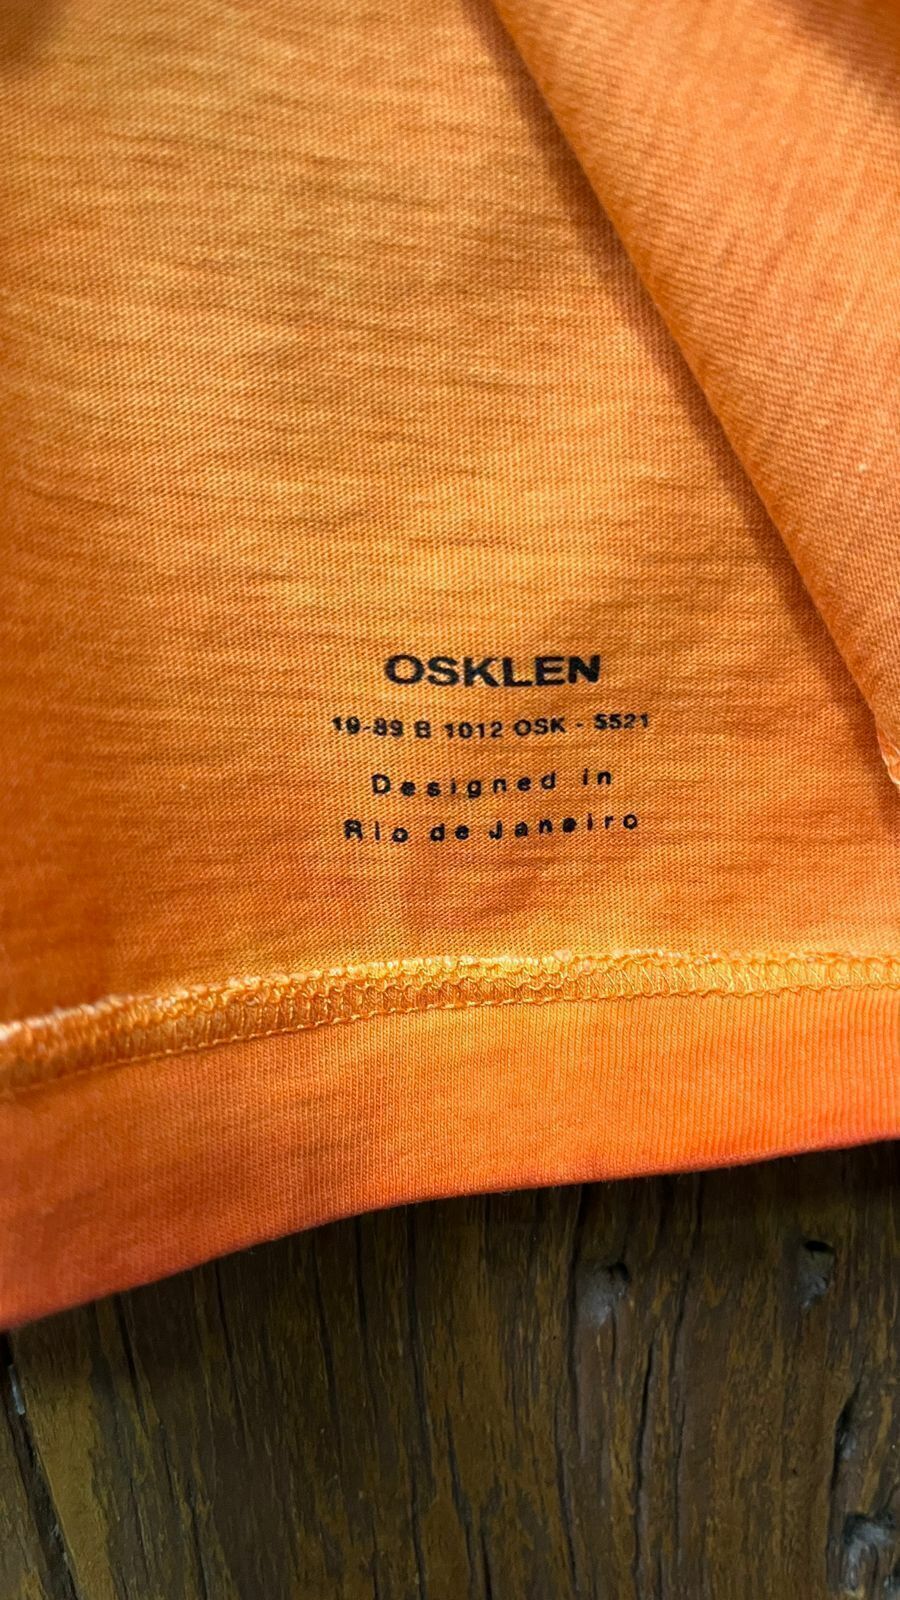 OSKLEN
19-89 B 1012 OSK - 5521
Designed in
Rio de Janeiro